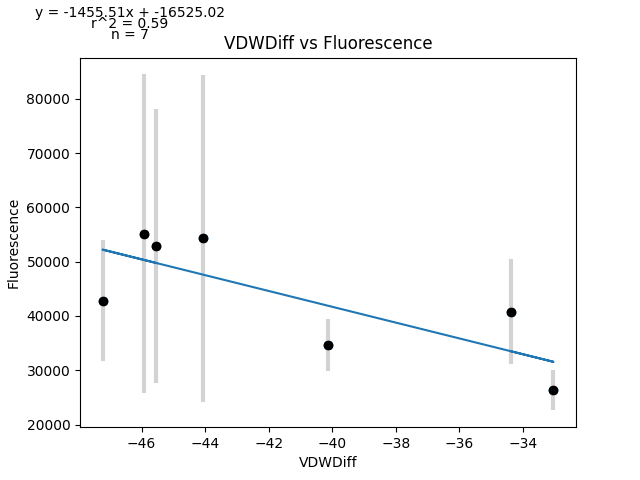 y = -1455.51x + -16525.02
r^2 = 0.59
n = 7
VDWDiff vs Fluorescence
Fluorescence
80000
70000
60000
50000
40000
30000
20000
−46
−44
−42
−40
−38
−36
−34
VDWDiff